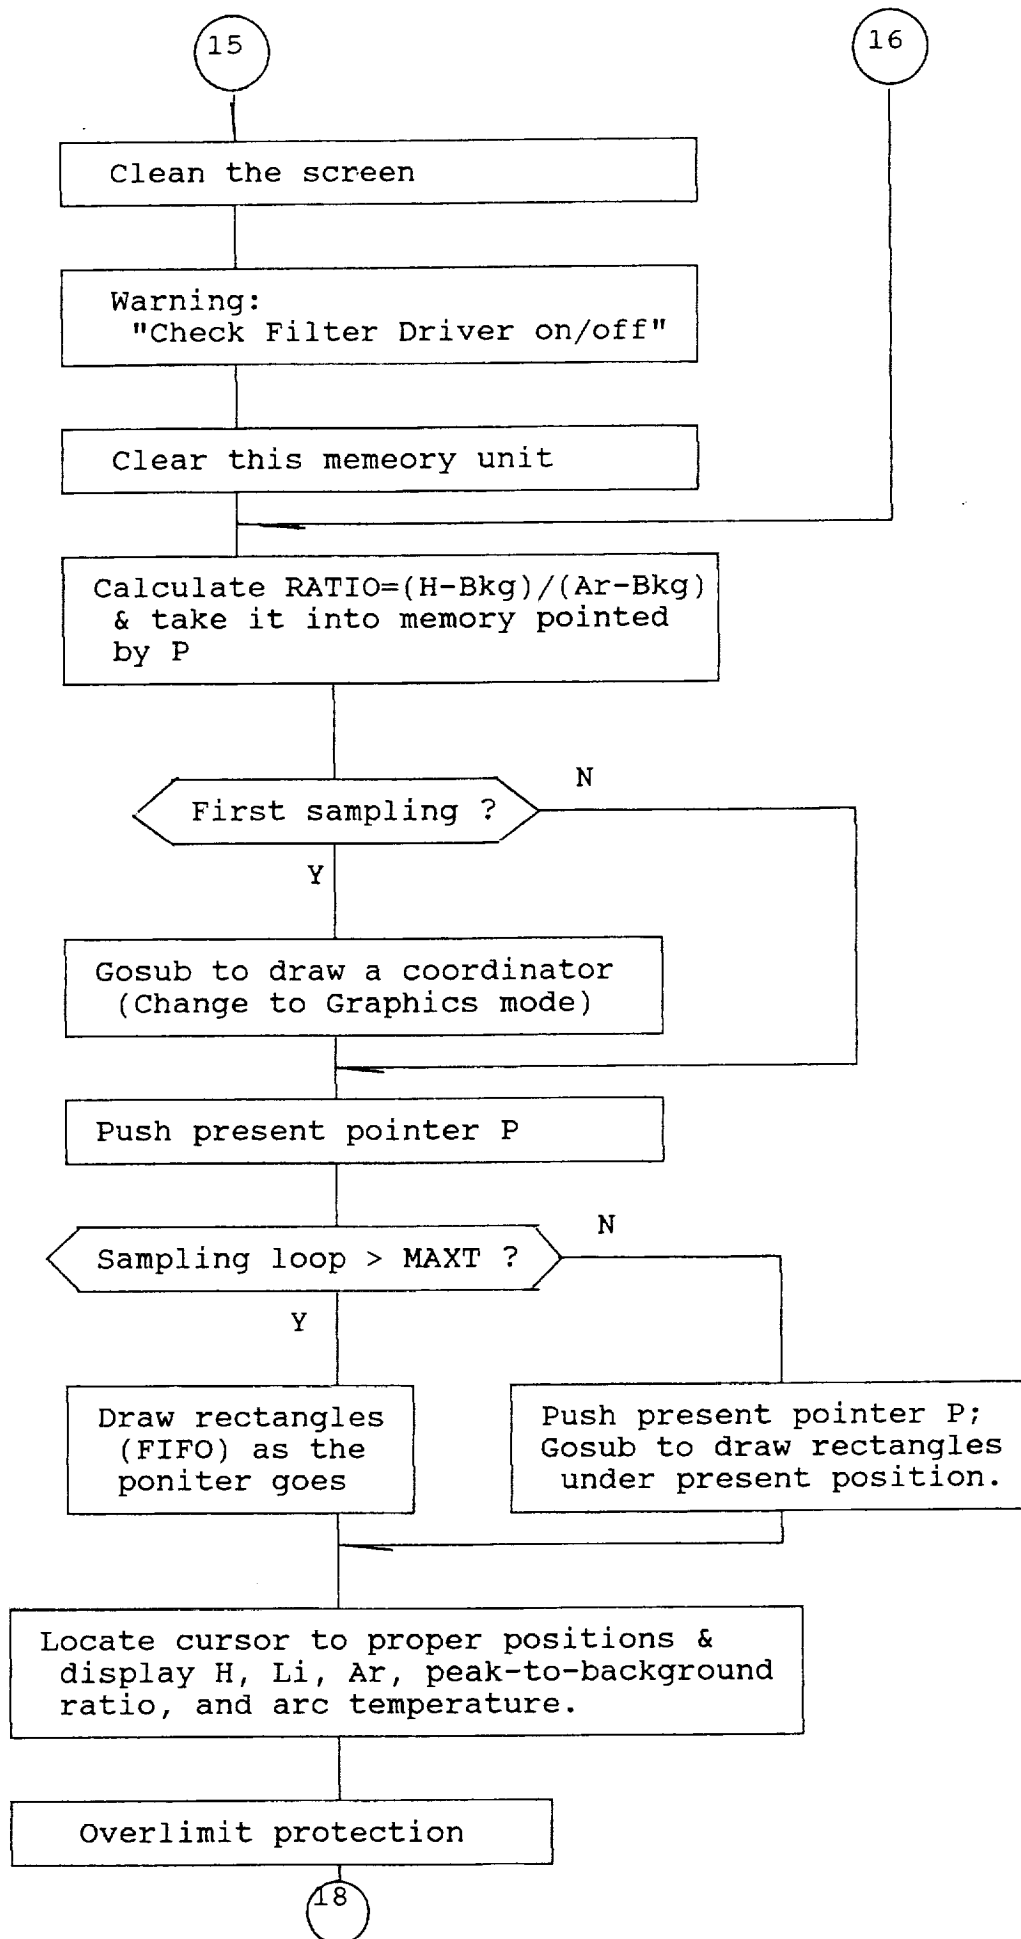 15
16
Clean the screen
Warning:
"Check Filter Driver on/off"
Clear this memeory unit
Calculate RATIO=(H-Bkg)/(Ar-Bkg)
& take it into memory pointed
by P
First sampling ?
N
Y
Gosub to draw a coordinator
(Change to Graphics mode)
Push present pointer P
Sampling loop > MAXT ?
N
Y
Draw rectangles
(FIFO) as the
poniter goes
Push present pointer P;
Gosub to draw rectangles
under present position.
Locate cursor to proper positions &
display H, Li, Ar, peak-to-background
ratio, and arc temperature.
Overlimit protection
18